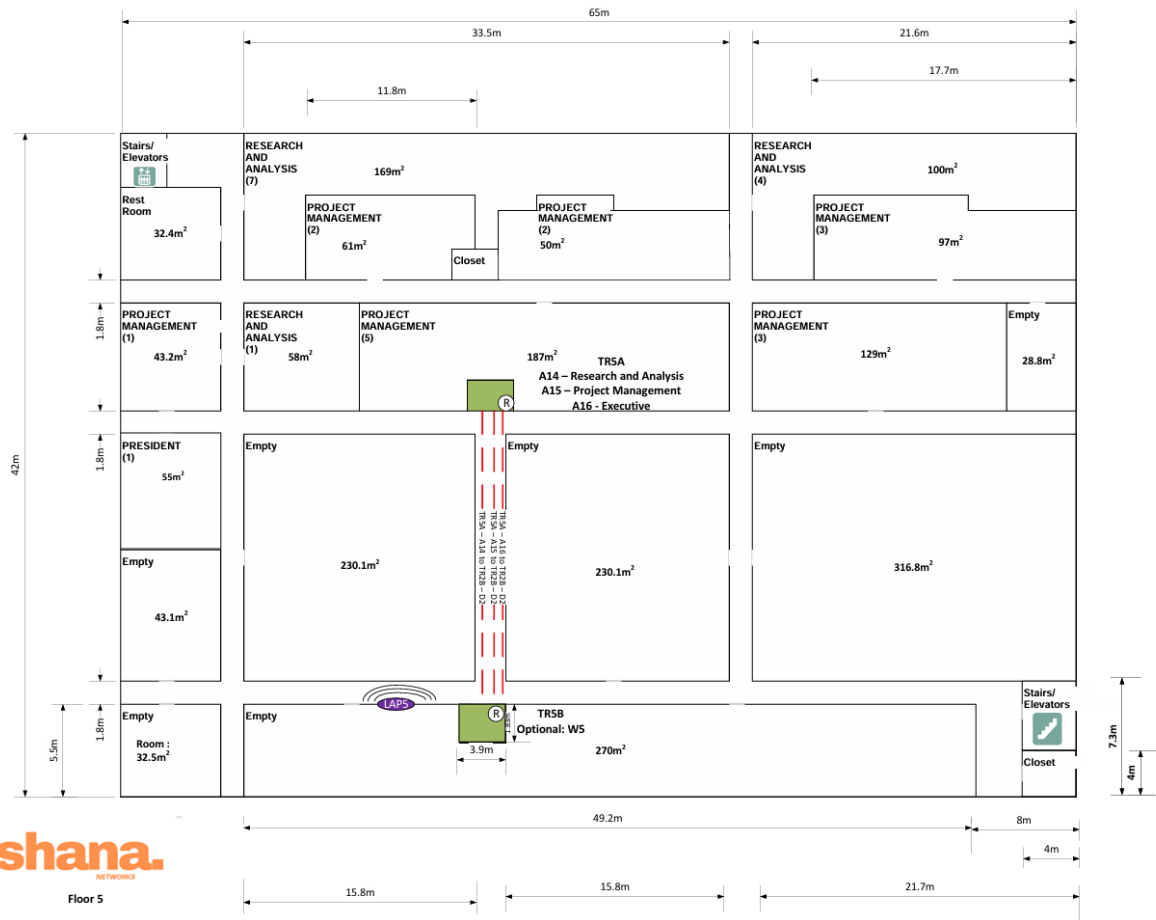 65m
33.5m
21.6m
17.7m
11.8m
Stairs/
Elevators
RESEARCH
AND
ANALYSIS
(7)
169m²
RESEARCH
AND
ANALYSIS
(4)
100m²
Rest
Room
32.4m²
PROJECT
MANAGEMENT
(2)
61m²
PROJECT
MANAGEMENT
(2)
50m²
PROJECT
MANAGEMENT
(3)
97m²
Closet
1.8m
PROJECT
MANAGEMENT
(1)
43.2m²
RESEARCH
AND
ANALYSIS
(1)
58m²
PROJECT
MANAGEMENT
(5)
187m²
TR5A
A14 – Research and Analysis
A15 – Project Management
A16 - Executive
R
PROJECT
MANAGEMENT
(3)
129m²
Empty
28.8m²
42m
1.8m
PRESIDENT
(1)
55m²
Empty
230.1m²
TR5A – A14 to TR2B – D2
TR5A – A15 to TR2B – D2
TR5A – A16 to TR2B – D2
Empty
230.1m²
Empty
316.8m²
Empty
43.1m²
LAP5
5.5m
1.8m
Empty
Room :
32.5m²
Empty
R
1.83m
3.9m
TR5B
Optional: W5
270m²
Stairs/
Elevators
Closet
7.3m
4m
49.2m
8m
4m
shana.
NETWORKS
Floor 5
15.8m
15.8m
21.7m